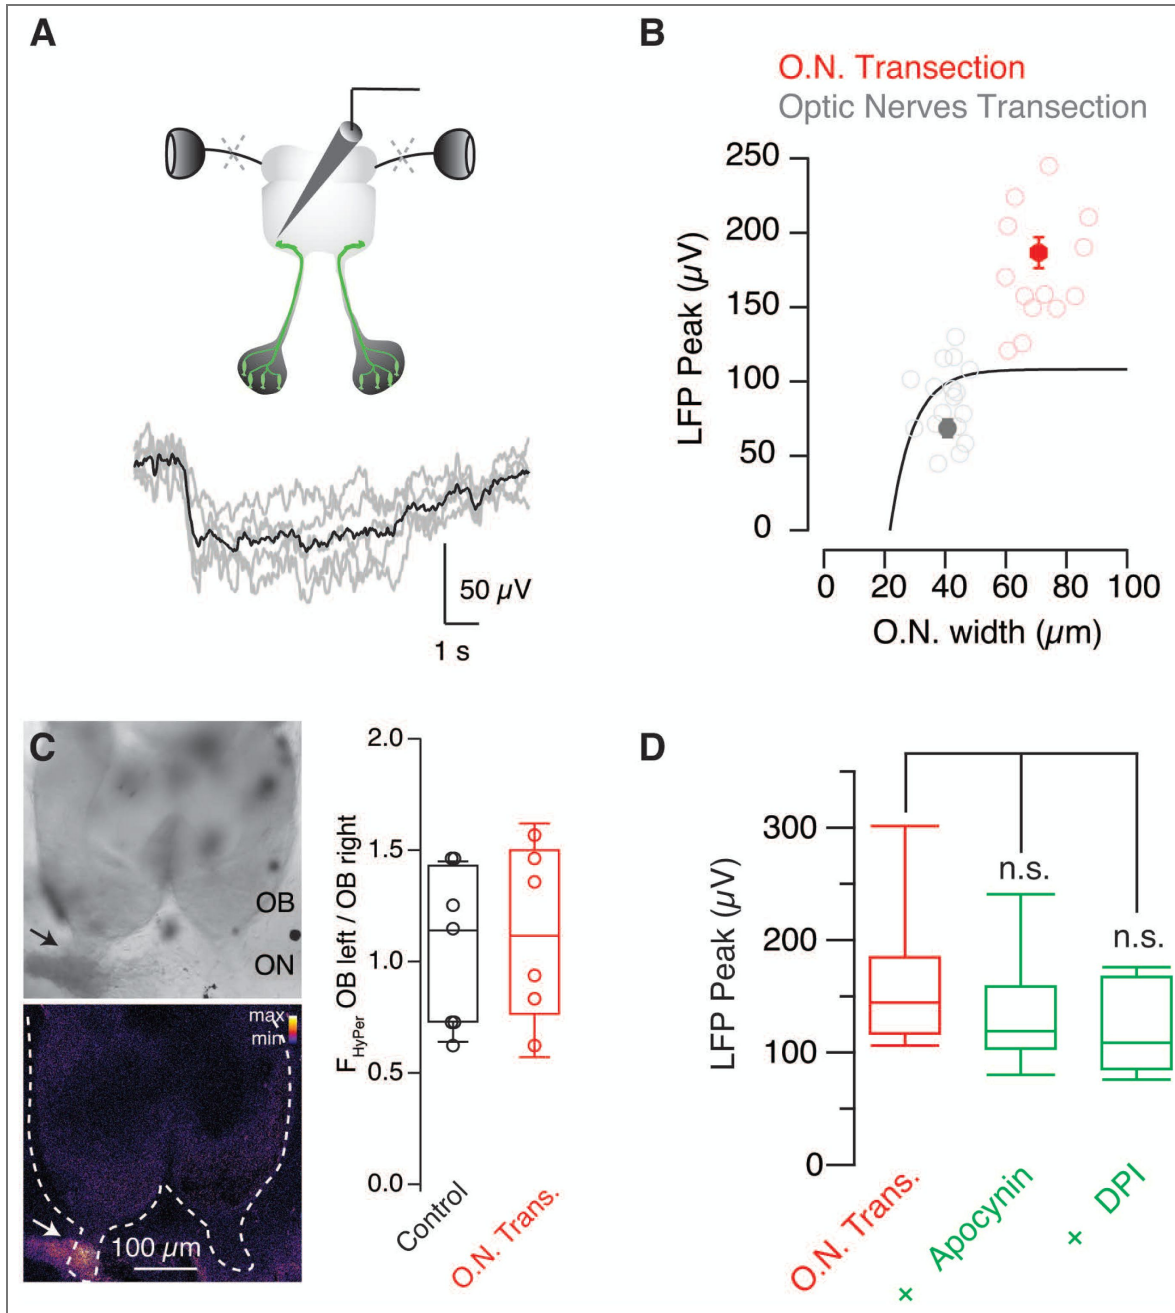 A
50 µV
1 s
B
O.N. Transection
Optic Nerves Transection
250
200
150
100
50
0
LFP Peak (µV)
0 20 40 60 80 100
O.N. width (µm)
C
OB
ON
max
min
100 µm
2.0
1.5
1.0
0.5
0.0
F HyPer OB left / OB right
Control
O.N. Trans.
D
300
200
100
0
LFP Peak (µV)
n.s.
n.s.
O.N. Trans.
+ Apocynin
+ DPI